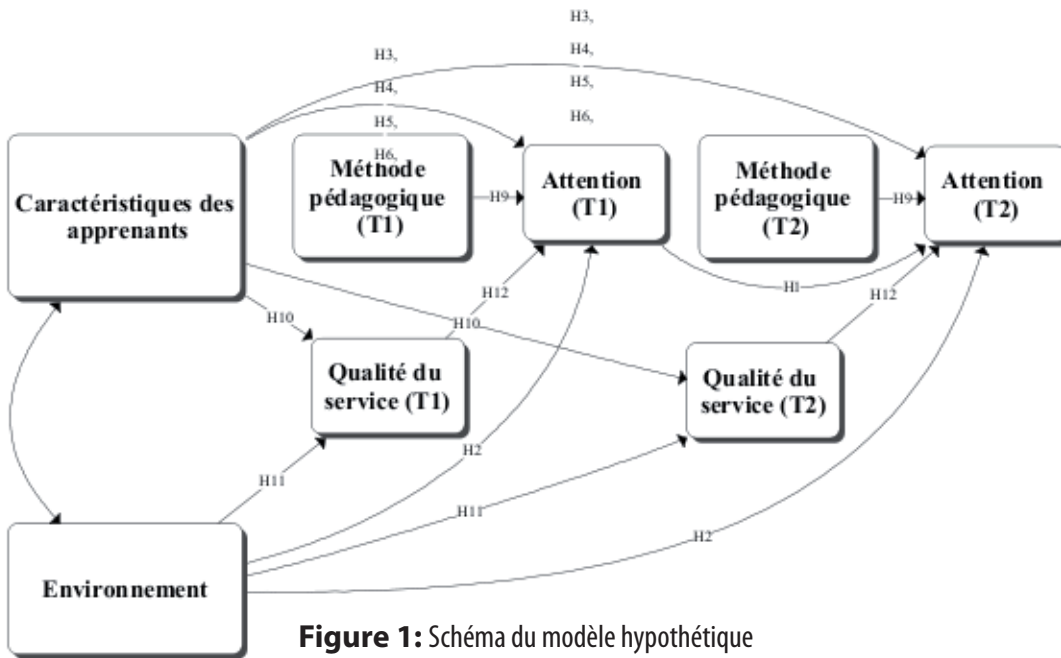 H3,
H4,
H5,
H6,
H3,
H4,
H5,
H6,
Caractéristiques des
apprenants
Méthode
pédagogique
(T1)
H9
Attention
(T1)
Méthode
pédagogique
(T2)
H9
Attention
(T2)
H1
H10
H12
H10
H12
Qualité du
service (T1)
Qualité du
service (T2)
H2
H11
H11
H2
Environnement
Figure 1: Schéma du modèle hypothétique